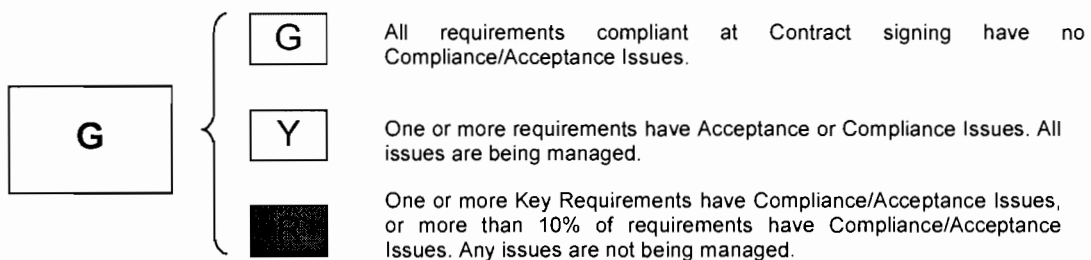 G
G
All requirements compliant at Contract signing have no
Compliance/Acceptance Issues.
Y
One or more requirements have Acceptance or Compliance Issues. All
issues are being managed.
One or more Key Requirements have Compliance/Acceptance Issues,
or more than 10% of requirements have Compliance/Acceptance
Issues. Any issues are not being managed.